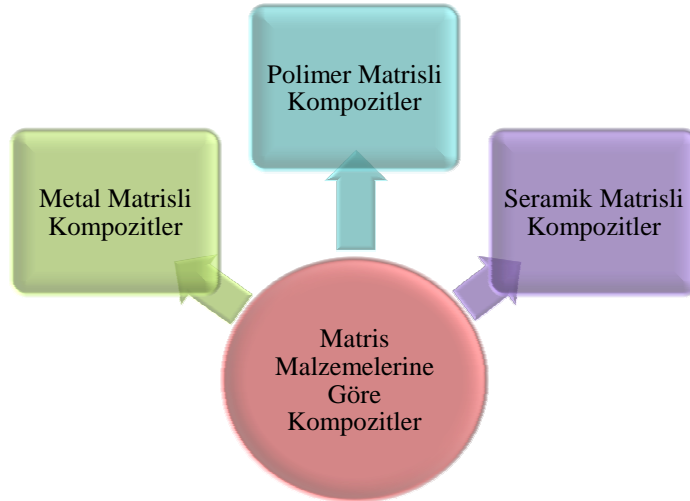 Polimer Matrisli
Kompozitler
Metal Matrisli
Kompozitler
Seramik Matrisli
Kompozitler
Matris
Malzemelerine
Göre
Kompozitler